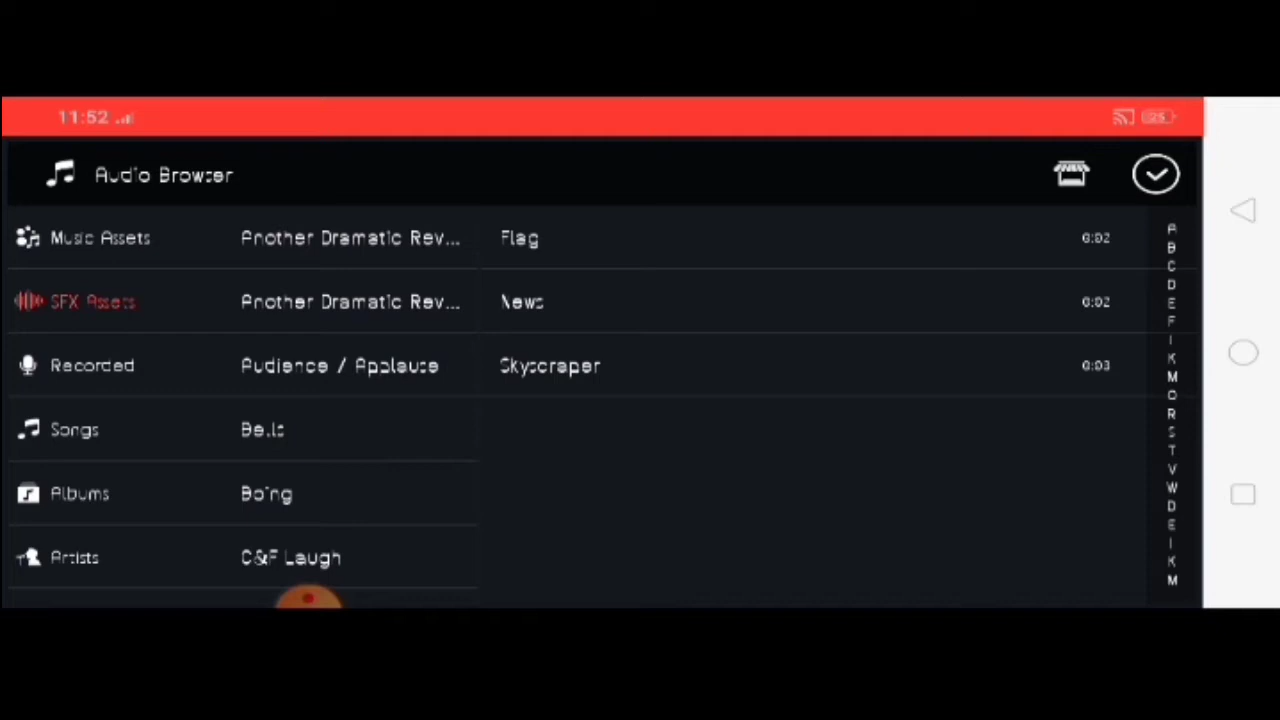 11:52
25
Audio Browser
Music Assets Another Dramatic Rev... Flag 0:02
SFX Assets Another Dramatic Rev... News 0:02
Recorded Audience / Applause Skyscraper 0:03
Songs Bells
Albums Boing
Artists C&F Laugh
A
B
C
D
E
F
I
K
M
O
R
S
T
V
W
D
E
I
K
M